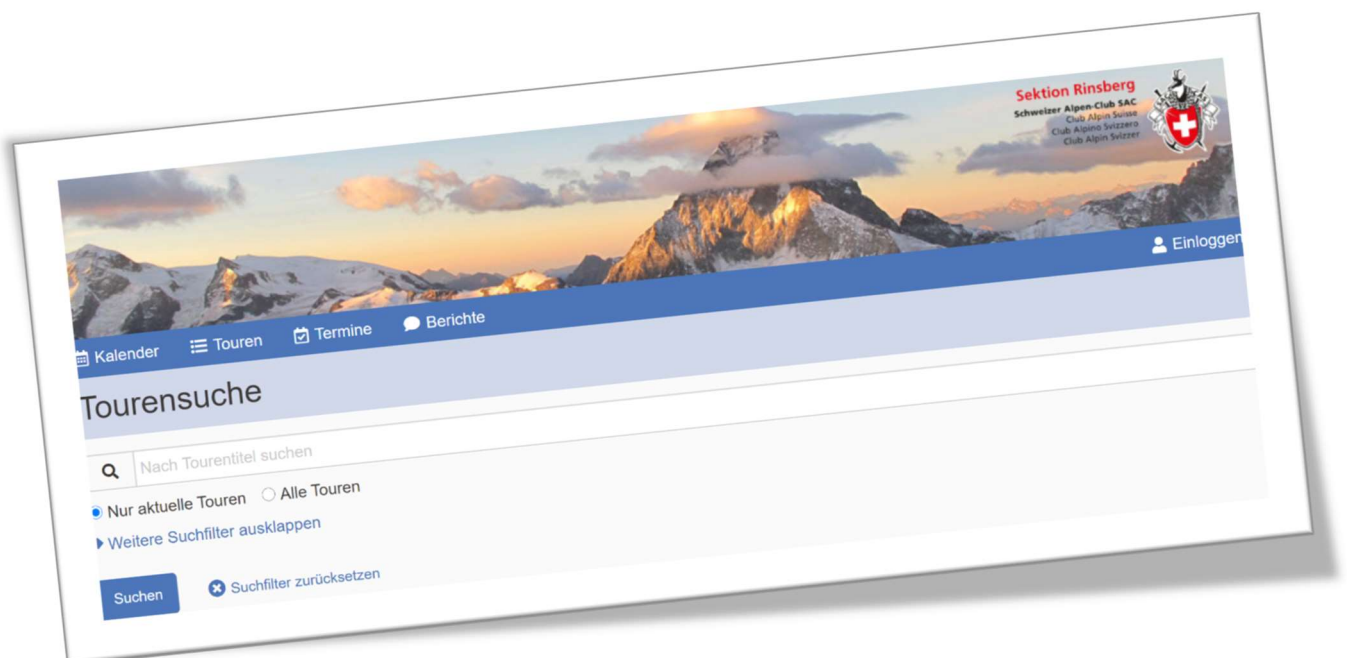 Sektion Rinsberg
Schweizer Alpen-Club SAC
Club Alpin Suisse
Club Alpino Svizzero
Club Alpin Svizzer
Einloggen
Kalender Touren Termine Berichte
Tourensuche
Nach Tourentitel suchen
Nur aktuelle Touren Alle Touren
Weitere Suchfilter ausklappen
Suchen Suchfilter zurücksetzen